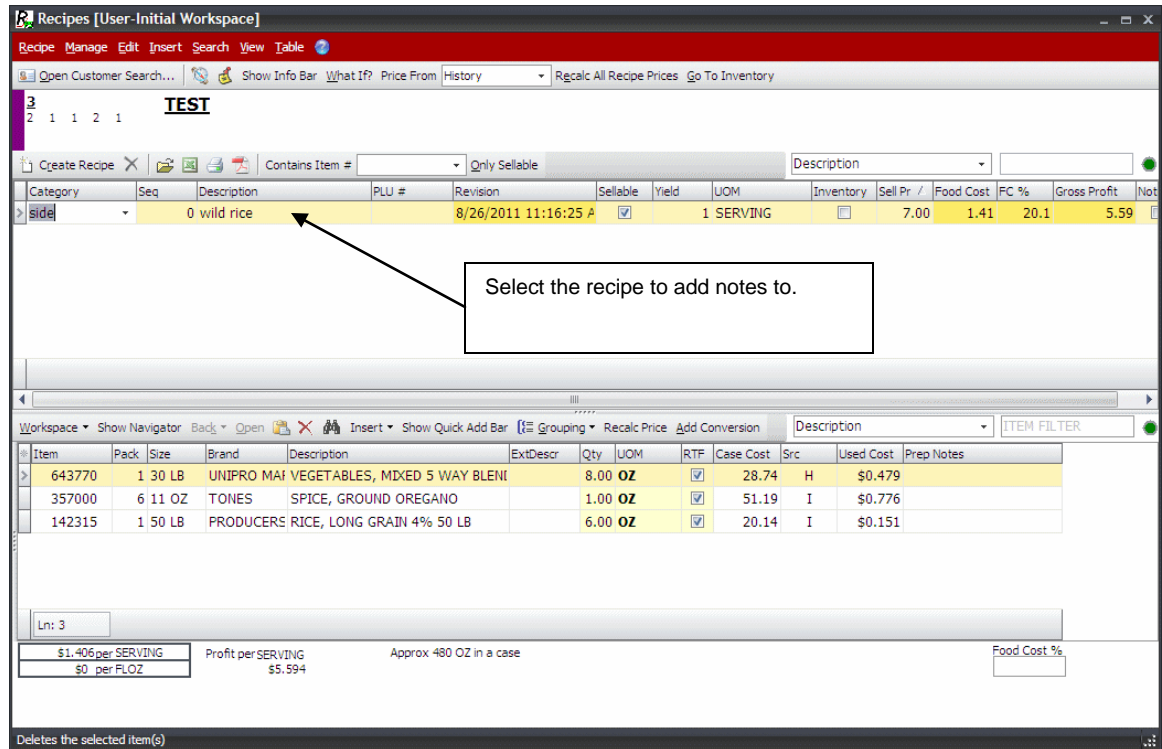 Recipes [User-Initial Workspace]
Recipe Manage Edit Insert Search View Table
Open Customer Search... Show Info Bar What If? Price From History Recalc All Recipe Prices Go To Inventory
3 TEST
2 1 1 2 1
Create Recipe Contains Item # Only Sellable Description
Category Seq Description PLU # Revision Sellable Yield UOM Inventory Sell Pr / Food Cost FC % Gross Profit Not
side 0 wild rice 8/26/2011 11:16:25 A 1 SERVING 7.00 1.41 20.1 5.59
Select the recipe to add notes to.
Workspace Show Navigator Back Open Insert Show Quick Add Bar Grouping Recalc Price Add Conversion Description ITEM FILTER
Item Pack Size Brand Description ExtDescr Qty UOM RTF Case Cost Src Used Cost Prep Notes
643770 1 30 LB UNIPRO MAR VEGETABLES, MIXED 5 WAY BLEND 8.00 OZ 28.74 H $0.479
357000 6 11 OZ TONES SPICE, GROUND OREGANO 1.00 OZ 51.19 I $0.776
142315 1 50 LB PRODUCERS RICE, LONG GRAIN 4% 50 LB 6.00 OZ 20.14 I $0.151
Ln: 3
$1.406 per SERVING Profit per SERVING Approx 480 OZ in a case Food Cost %
$0 per FLOZ $5.594
Deletes the selected item(s)